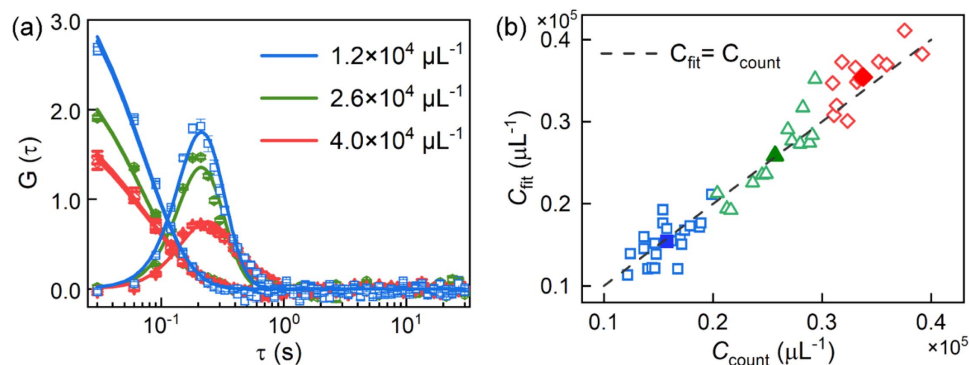 (a)
3.0
2.0
1.0
0.0
G (τ)
1.2×10⁴ μL⁻¹
2.6×10⁴ μL⁻¹
4.0×10⁴ μL⁻¹
10⁻¹ 10⁰ 10¹
τ (s)
(b)
×10⁵
0.4
0.3
0.2
0.1
C_fit (μL⁻¹)
C_fit= C_count
0.1 0.2 0.3 0.4
×10⁵
C_count (μL⁻¹)